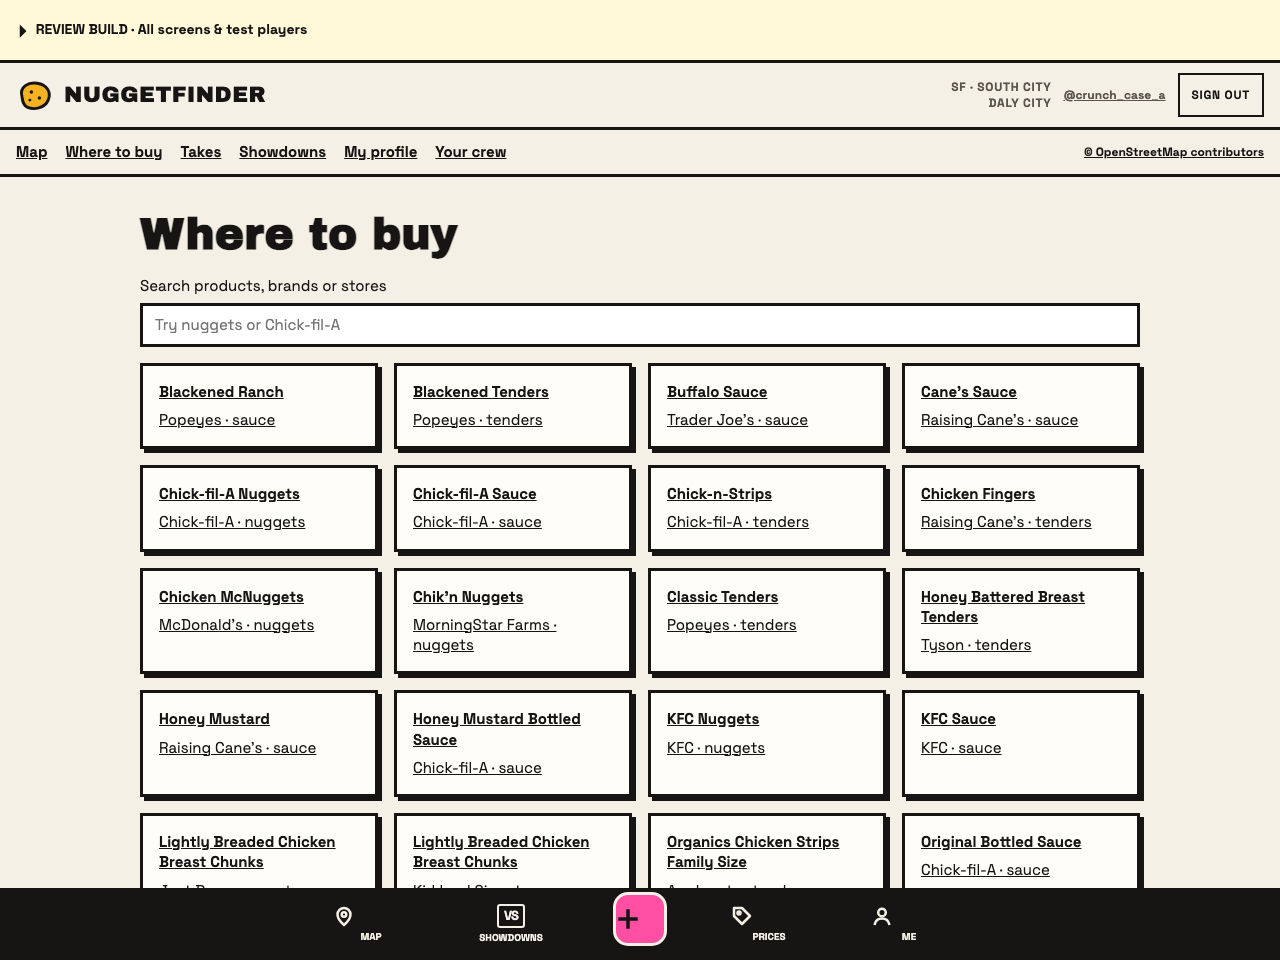 REVIEW BUILD · All screens & test players
NUGGETFINDER
SF · SOUTH CITY
DALY CITY
@crunch_case_a
SIGN OUT
Map Where to buy Takes Showdowns My profile Your crew
© OpenStreetMap contributors
Where to buy
Search products, brands or stores
Try nuggets or Chick-fil-A
Blackened Ranch
Popeyes · sauce
Blackened Tenders
Popeyes · tenders
Buffalo Sauce
Trader Joe's · sauce
Cane's Sauce
Raising Cane's · sauce
Chick-fil-A Nuggets
Chick-fil-A · nuggets
Chick-fil-A Sauce
Chick-fil-A · sauce
Chick-n-Strips
Chick-fil-A · tenders
Chicken Fingers
Raising Cane's · tenders
Chicken McNuggets
McDonald's · nuggets
Chik'n Nuggets
MorningStar Farms ·
nuggets
Classic Tenders
Popeyes · tenders
Honey Battered Breast
Tenders
Tyson · tenders
Honey Mustard
Raising Cane's · sauce
Honey Mustard Bottled
Sauce
Chick-fil-A · sauce
KFC Nuggets
KFC · nuggets
KFC Sauce
KFC · sauce
Lightly Breaded Chicken
Breast Chunks
Lightly Breaded Chicken
Breast Chunks
Organics Chicken Strips
Family Size
Original Bottled Sauce
Chick-fil-A · sauce
MAP
VS
SHOWDOWNS
PRICES
ME